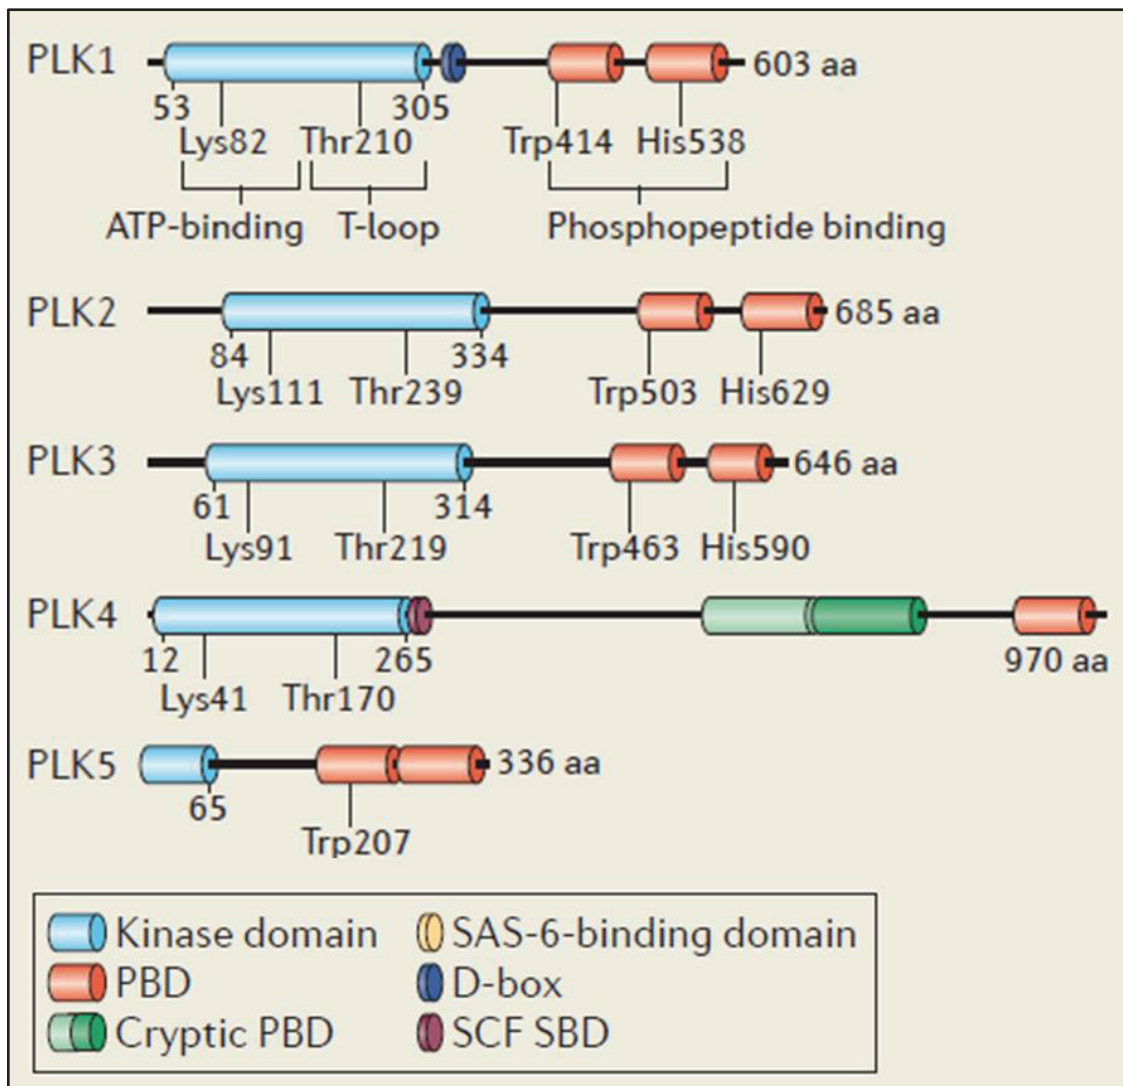 PLK1 603 aa
53 305
Lys82 Thr210 Trp414 His538
ATP-binding T-loop Phosphopeptide binding
PLK2 685 aa
84 334
Lys111 Thr239 Trp503 His629
PLK3 646 aa
61 314
Lys91 Thr219 Trp463 His590
PLK4
12 265 970 aa
Lys41 Thr170
PLK5 336 aa
65
Trp207
Kinase domain SAS-6-binding domain
PBD D-box
Cryptic PBD SCF SBD